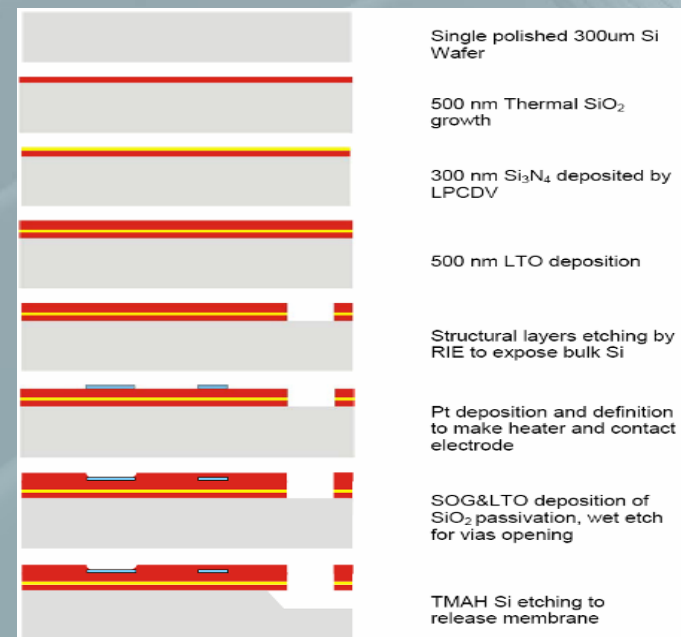 Single polished 300um Si
Wafer
500 nm Thermal SiO₂
growth
300 nm Si₃N₄ deposited by
LPCDV
500 nm LTO deposition
Structural layers etching by
RIE to expose bulk Si
Pt deposition and definition
to make heater and contact
electrode
SOG&LTO deposition of
SiO₂ passivation, wet etch
for vias opening
TMAH Si etching to
release membrane